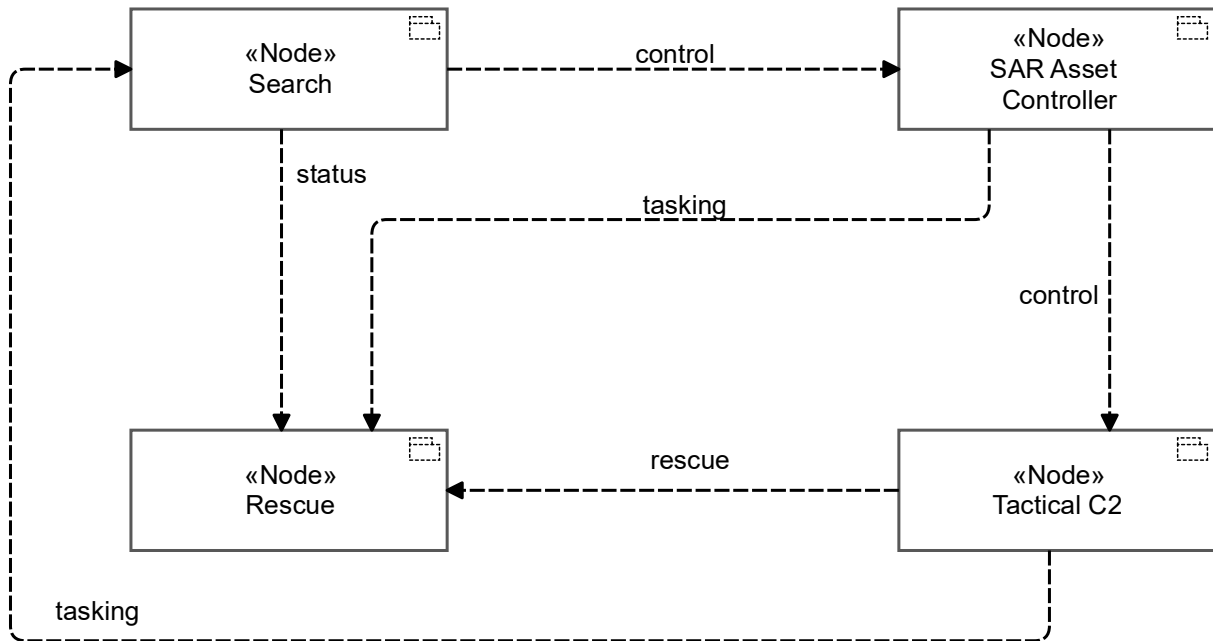 «Node»
Search
control
«Node»
SAR Asset
Controller
status
tasking
control
«Node»
Rescue
rescue
«Node»
Tactical C2
tasking